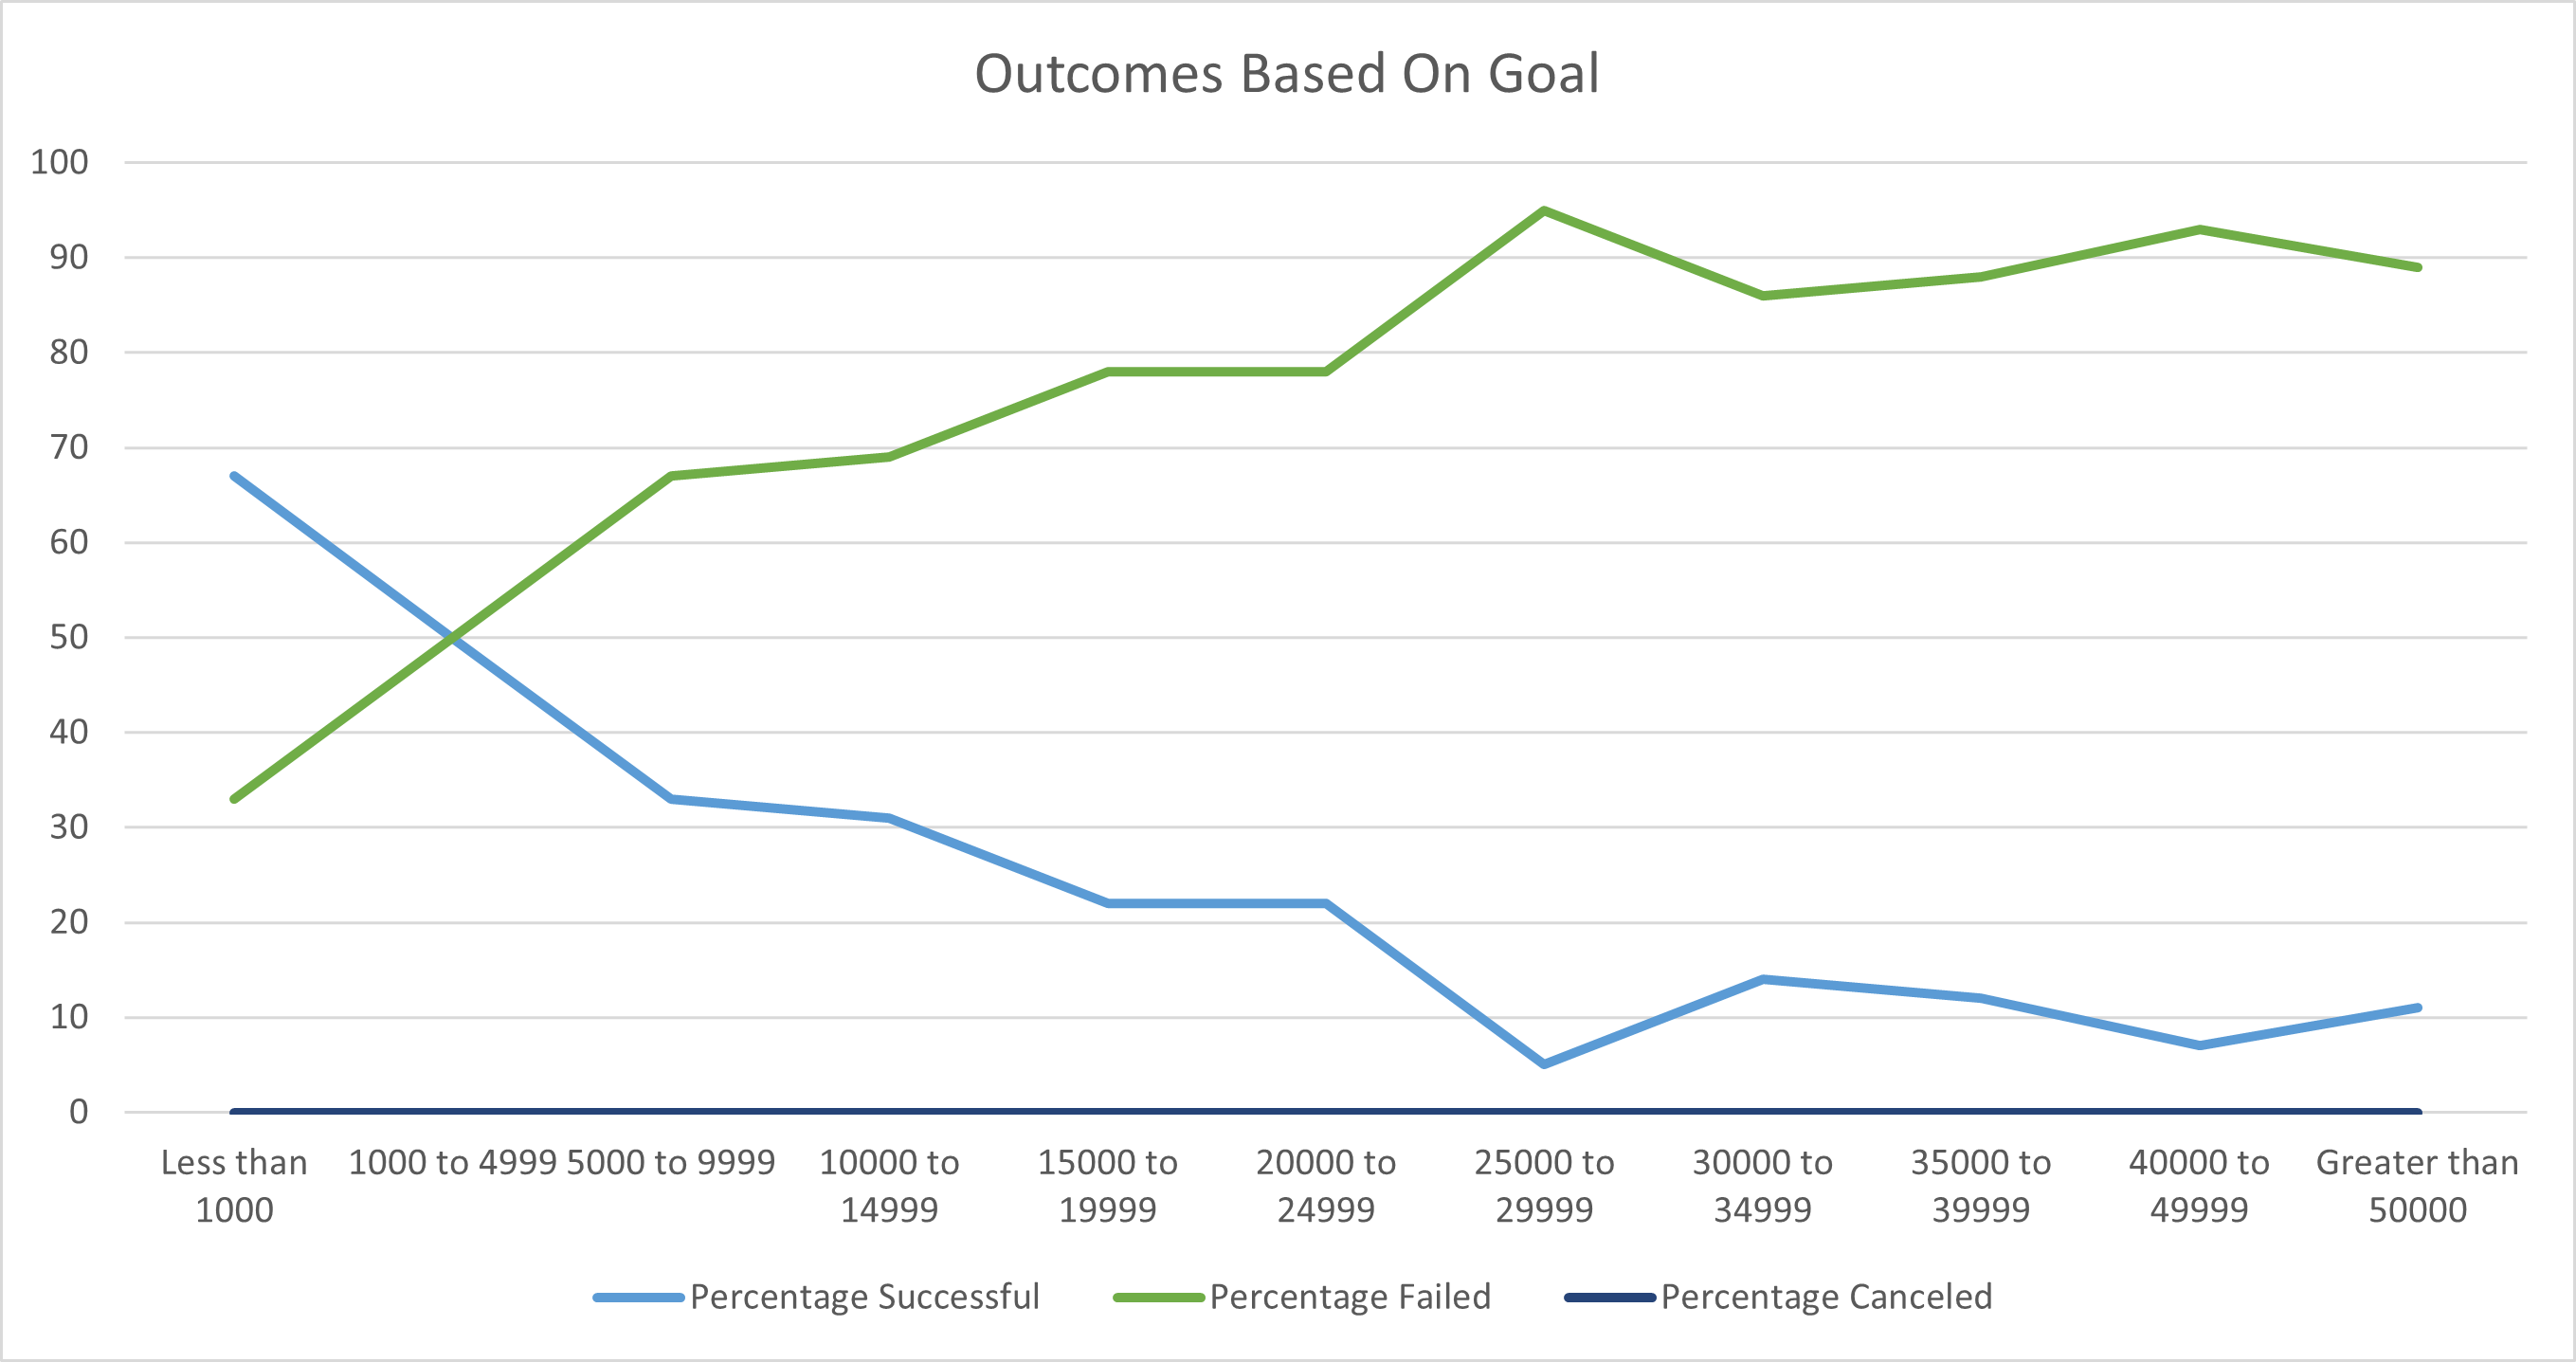 Outcomes Based On Goal
100
90
80
70
60
50
40
30
20
10
0
Less than
1000
1000 to 4999
5000 to 9999
10000 to
14999
15000 to
19999
20000 to
24999
25000 to
29999
30000 to
34999
35000 to
39999
40000 to
49999
Greater than
50000
Percentage Successful
Percentage Failed
Percentage Canceled